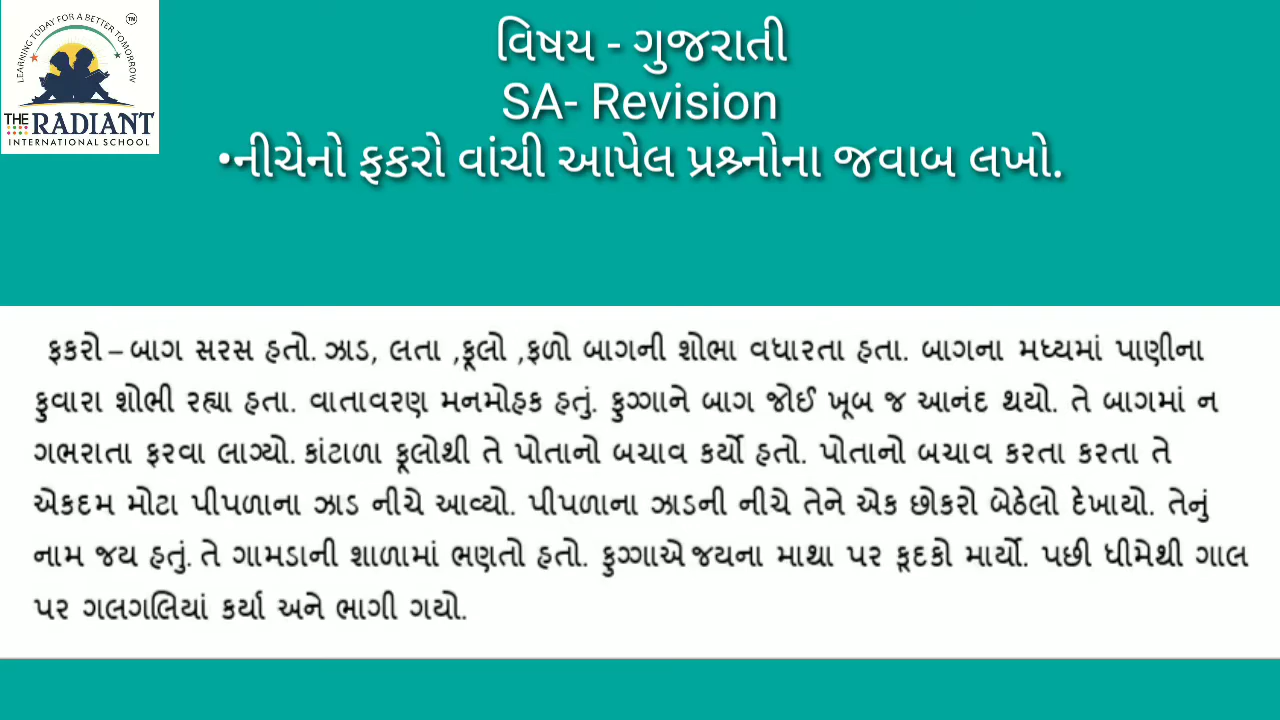 LEARNING TODAY FOR A BETTER TOMORROW
TM
THE RADIANT
INTERNATIONAL SCHOOL
વિષય - ગુજરાતી
SA- Revision
•નીચેનો ફકરો વાંચી આપેલ પ્રશ્નોના જવાબ લખો.
ફકરો – બાગ સરસ હતો. ઝાડ, લતા ,ફૂલો ,ફળો બાગની શોભા વધારતા હતા. બાગના મધ્યમાં પાણીના
ફુવારા શોભી રહ્યા હતા. વાતાવરણ મનમોહક હતું. ફુગ્ગાને બાગ જોઈ ખૂબ જ આનંદ થયો. તે બાગમાં ન
ગભરાતા ફરવા લાગ્યો. કાંટાળા ફૂલોથી તે પોતાનો બચાવ કર્યો હતો. પોતાનો બચાવ કરતા કરતા તે
એકદમ મોટા પીપળાના ઝાડ નીચે આવ્યો. પીપળાના ઝાડની નીચે તેને એક છોકરો બેઠેલો દેખાયો. તેનું
નામ જય હતું. તે ગામડાની શાળામાં ભણતો હતો. ફુગ્ગાએ જયના માથા પર કૂદકો માર્યો. પછી ધીમેથી ગાલ
પર ગલગલિયાં કર્યા અને ભાગી ગયો.